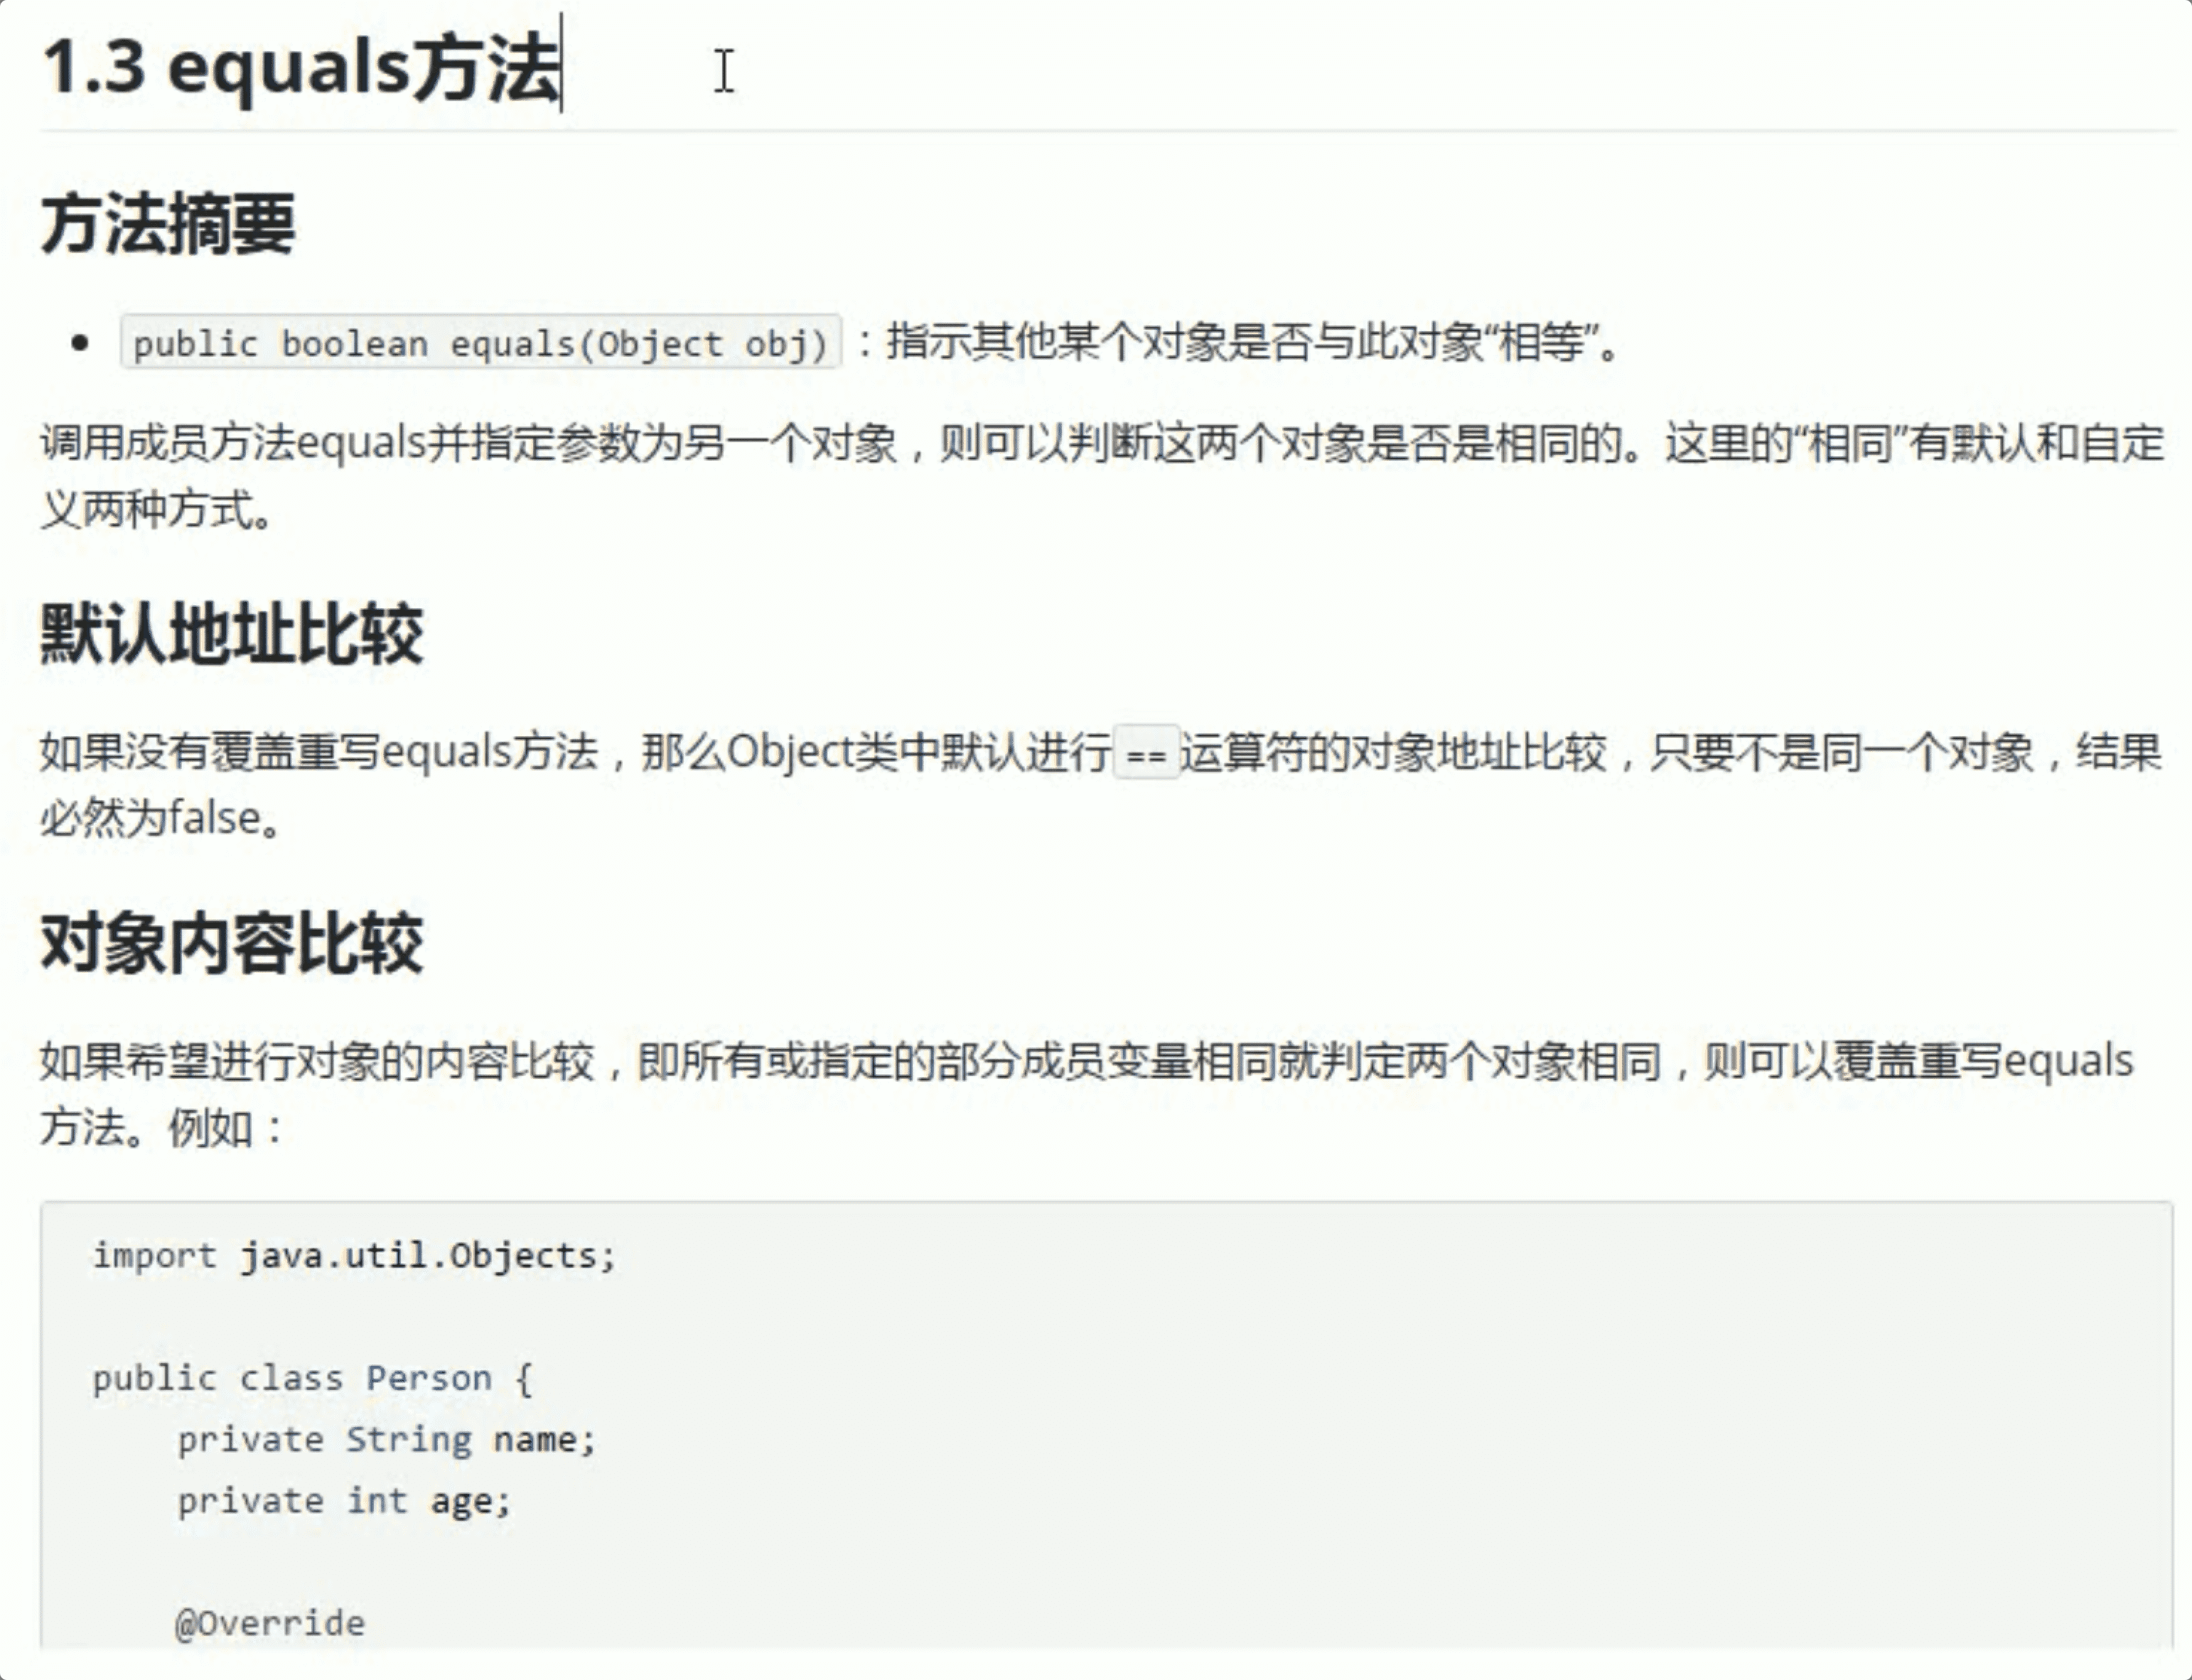 1.3 equals方法
方法摘要
• public boolean equals(Object obj)：指示其他某个对象是否与此对象“相等”。
调用成员方法equals并指定参数为另一个对象，则可以判断这两个对象是否是相同的。这里的“相同”有默认和自定
义两种方式。
默认地址比较
如果没有覆盖重写equals方法，那么Object类中默认进行==运算符的对象地址比较，只要不是同一个对象，结果
必然为false。
对象内容比较
如果希望进行对象的内容比较，即所有或指定的部分成员变量相同就判定两个对象相同，则可以覆盖重写equals
方法。例如：
import java.util.Objects;
public class Person {
    private String name;
    private int age;
    @Override